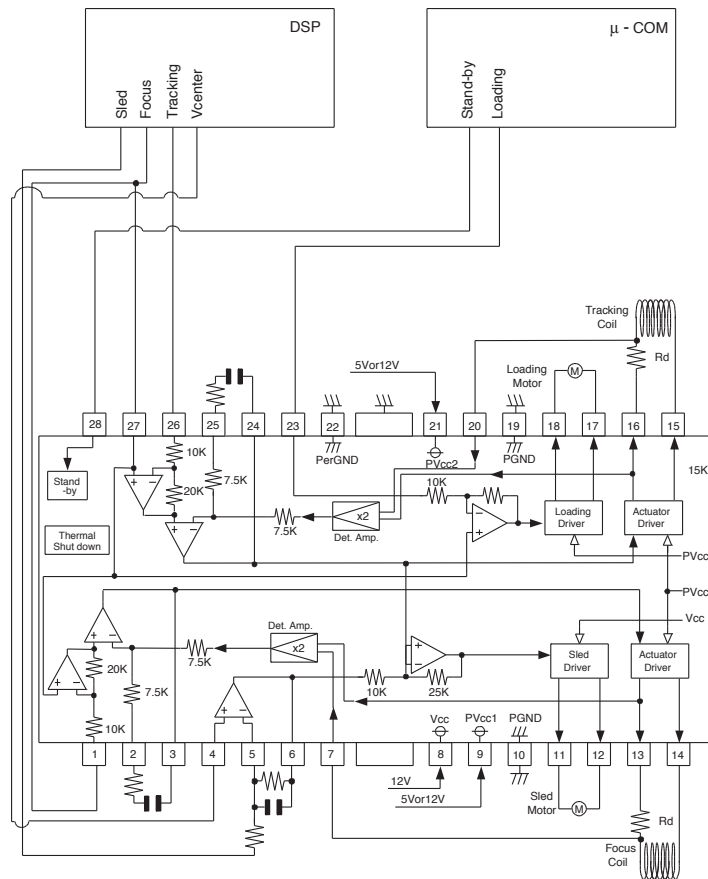 DSP
Sled
Focus
Tracking
Vcenter
μ - COM
Stand-by
Loading
Tracking
Coil
Rd
Loading
Motor
M
5Vor12V
28
27
26
25
24
23
22
21
20
19
18
17
16
15
PerGND
PVcc2
PGND
Stand
-by
10K
20K
7.5K
7.5K
x2
Det. Amp.
10K
15K
Loading
Driver
Actuator
Driver
Thermal
Shut down
PVcc
PVcc
Vcc
+
−
+
−
−
+
+
−
+
−
20K
10K
7.5K
7.5K
Det. Amp.
x2
+
−
10K
−
+
25K
Sled
Driver
Actuator
Driver
Vcc
PVcc1
PGND
1
2
3
4
5
6
7
8
9
10
11
12
13
14
12V
5Vor12V
Sled
Motor
M
Rd
Focus
Coil